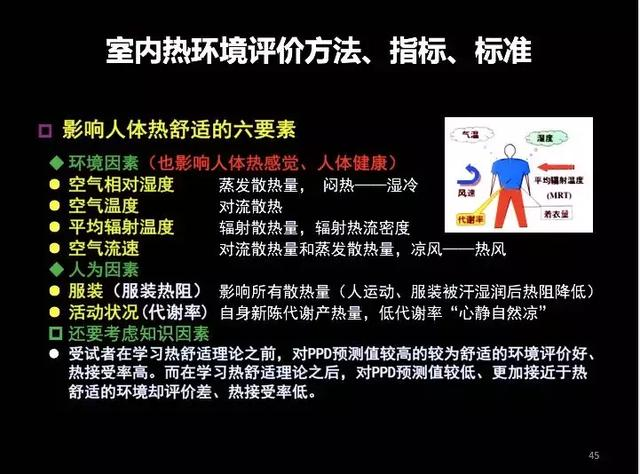 室内热环境评价方法、指标、标准
影响人体热舒适的六要素
环境因素（也影响人体热感觉、人体健康）
空气相对湿度 蒸发散热量， 闷热——湿冷
空气温度 对流散热
平均辐射温度 辐射散热量，辐射热流密度
空气流速 对流散热量和蒸发散热量，凉风——热风
人为因素
服装（服装热阻） 影响所有散热量（人运动、服装被汗湿润后热阻降低）
活动状况(代谢率) 自身新陈代谢产热量，低代谢率“心静自然凉”
还要考虑知识因素
受试者在学习热舒适理论之前，对PPD预测值较高的较为舒适的环境评价好、
热接受率高。而在学习热舒适理论之后，对PPD预测值较低、更加接近于热
舒适的环境却评价差、热接受率低。
气温
湿度
风速
平均辐射温度
(MRT)
代谢率
着衣量
45